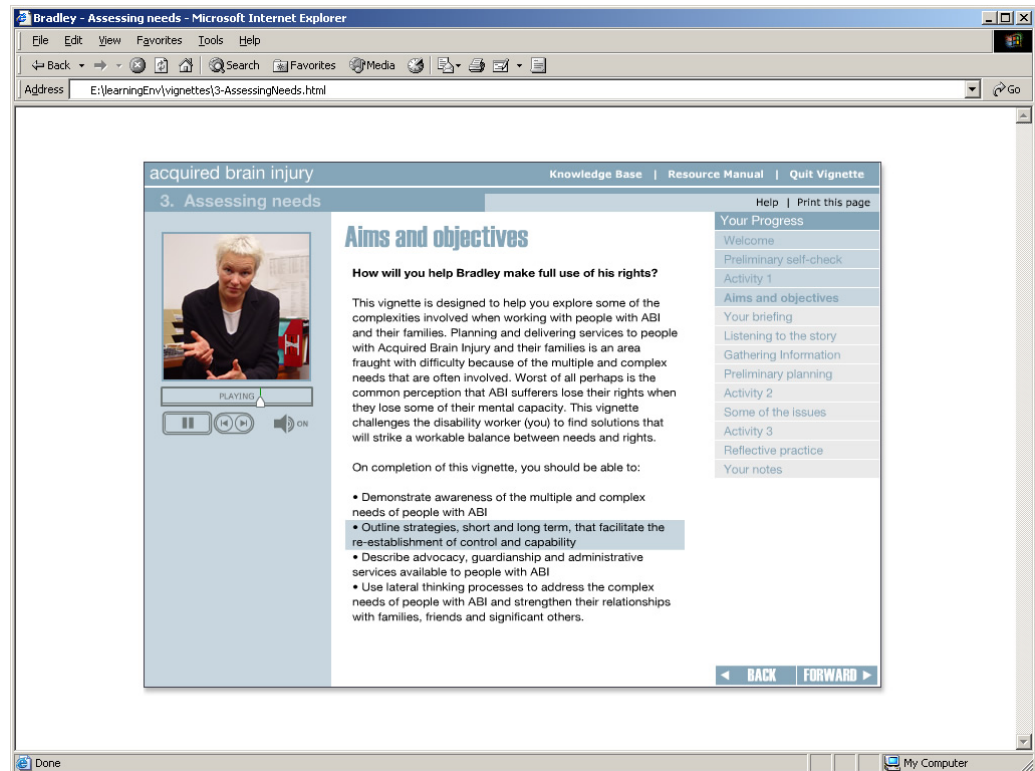 Bradley - Assessing needs - Microsoft Internet Explorer
File Edit View Favorites Tools Help
Back Search Favorites Media
Address E:\learningEnv\vignettes\3-AssessingNeeds.html Go
acquired brain injury
Knowledge Base | Resource Manual | Quit Vignette
3. Assessing needs
Help | Print this page
PLAYING
ON
Aims and objectives
How will you help Bradley make full use of his rights?
This vignette is designed to help you explore some of the
complexities involved when working with people with ABI
and their families. Planning and delivering services to people
with Acquired Brain Injury and their families is an area
fraught with difficulty because of the multiple and complex
needs that are often involved. Worst of all perhaps is the
common perception that ABI sufferers lose their rights when
they lose some of their mental capacity. This vignette
challenges the disability worker (you) to find solutions that
will strike a workable balance between needs and rights.
On completion of this vignette, you should be able to:
• Demonstrate awareness of the multiple and complex
needs of people with ABI
• Outline strategies, short and long term, that facilitate the
re-establishment of control and capability
• Describe advocacy, guardianship and administrative
services available to people with ABI
• Use lateral thinking processes to address the complex
needs of people with ABI and strengthen their relationships
with families, friends and significant others.
Your Progress
Welcome
Preliminary self-check
Activity 1
Aims and objectives
Your briefing
Listening to the story
Gathering Information
Preliminary planning
Activity 2
Some of the issues
Activity 3
Reflective practice
Your notes
BACK FORWARD
Done
My Computer